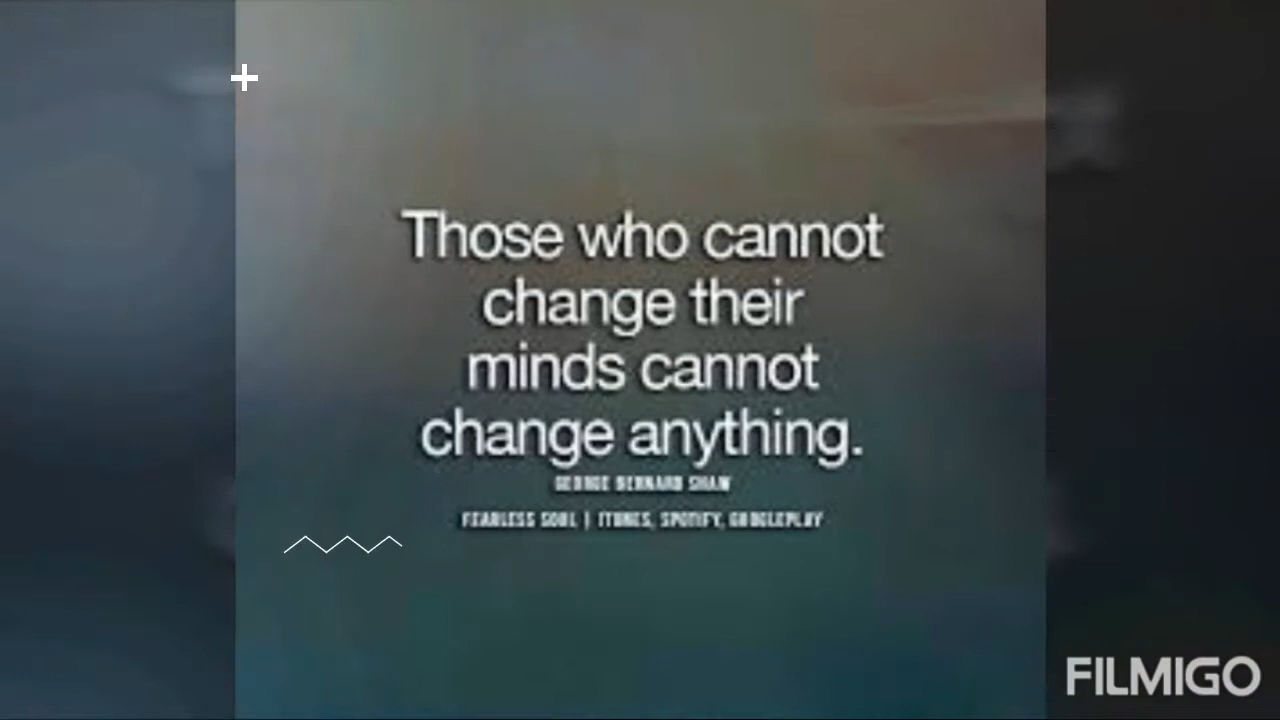 Those who cannot
change their
minds cannot
change anything.
GEORGE BERNARD SHAW
FEARLESS SOUL | ITUNES, SPOTIFY, GOOGLEPLAY
FILMIGO